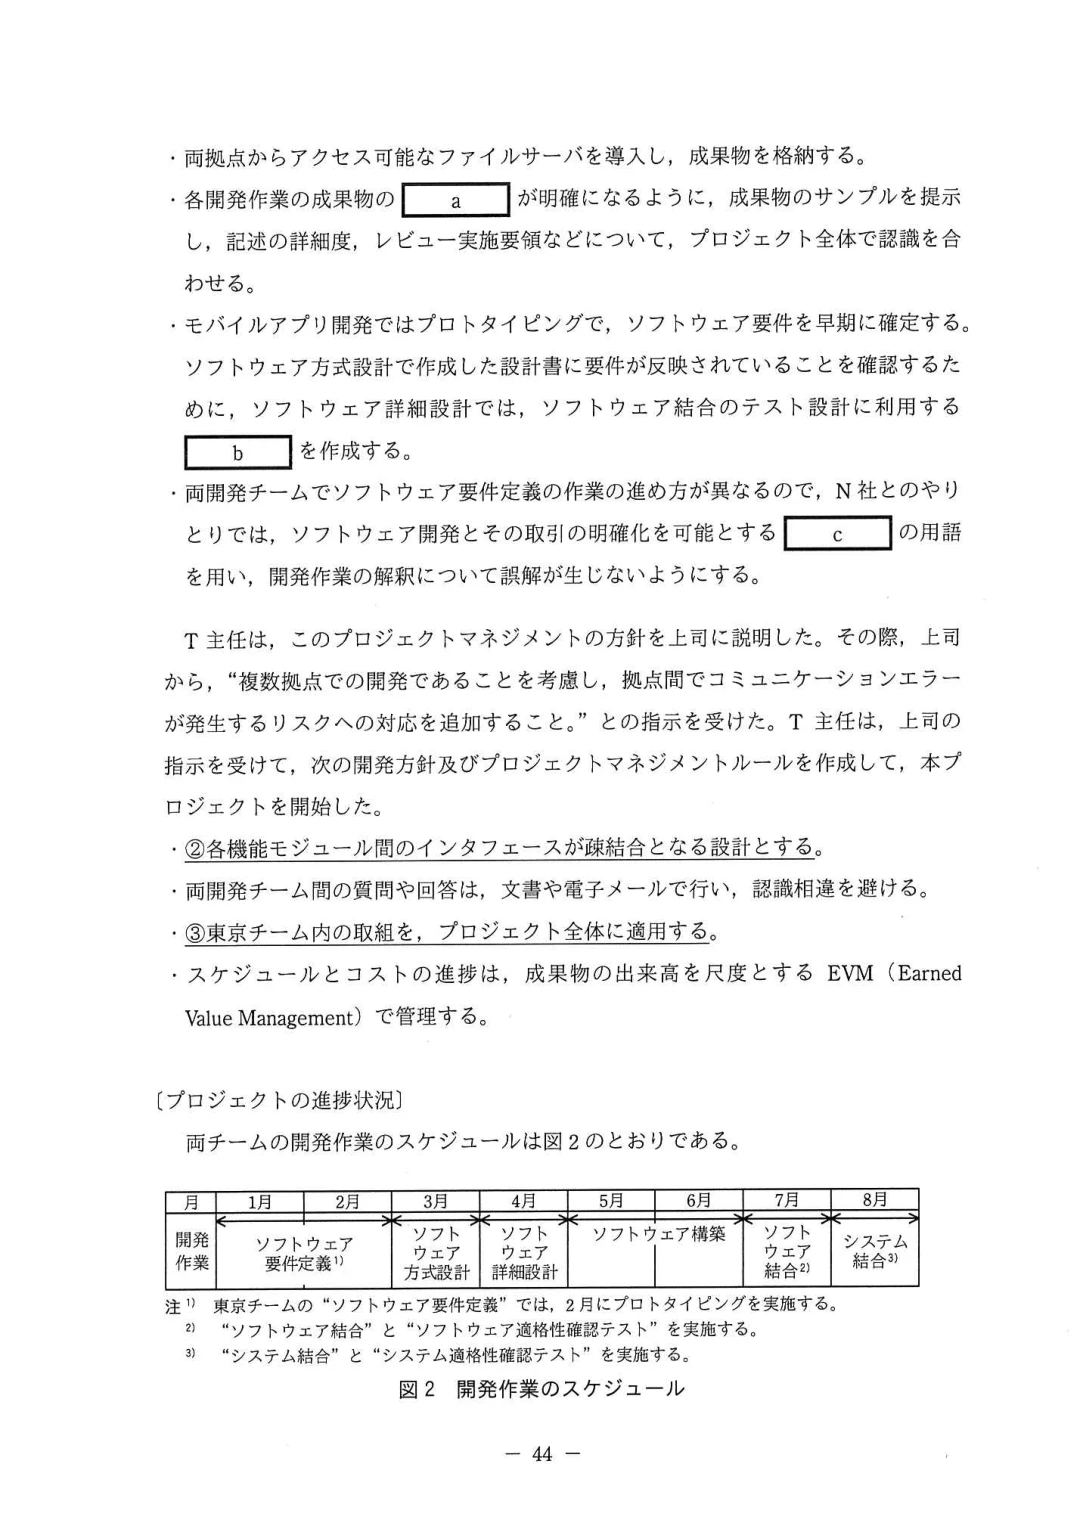 ・両拠点からアクセス可能なファイルサーバを導入し，成果物を格納する。
・各開発作業の成果物の a が明確になるように，成果物のサンプルを提示
し，記述の詳細度，レビュー実施要領などについて，プロジェクト全体で認識を合
わせる。
・モバイルアプリ開発ではプロトタイピングで，ソフトウェア要件を早期に確定する。
ソフトウェア方式設計で作成した設計書に要件が反映されていることを確認するた
めに，ソフトウェア詳細設計では，ソフトウェア結合のテスト設計に利用する
b を作成する。
・両開発チームでソフトウェア要件定義の作業の進め方が異なるので，N 社とのやり
とりでは，ソフトウェア開発とその取引の明確化を可能とする c の用語
を用い，開発作業の解釈について誤解が生じないようにする。
T 主任は，このプロジェクトマネジメントの方針を上司に説明した。その際，上司
から，“複数拠点での開発であることを考慮し，拠点間でコミュニケーションエラー
が発生するリスクへの対応を追加すること。”との指示を受けた。T 主任は，上司の
指示を受けて，次の開発方針及びプロジェクトマネジメントルールを作成して，本プ
ロジェクトを開始した。
・②各機能モジュール間のインタフェースが疎結合となる設計とする。
・両開発チーム間の質問や回答は，文書や電子メールで行い，認識相違を避ける。
・③東京チーム内の取組を，プロジェクト全体に適用する。
・スケジュールとコストの進捗は，成果物の出来高を尺度とする EVM（Earned
Value Management）で管理する。
〔プロジェクトの進捗状況〕
両チームの開発作業のスケジュールは図 2 のとおりである。
月 1月 2月 3月 4月 5月 6月 7月 8月
開発
作業
ソフトウェア
要件定義1)
ソフト
ウェア
方式設計
ソフト
ウェア
詳細設計
ソフトウェア構築
ソフト
ウェア
結合2)
システム
結合3)
注1) 東京チームの“ソフトウェア要件定義”では，2 月にプロトタイピングを実施する。
2) “ソフトウェア結合”と“ソフトウェア適格性確認テスト”を実施する。
3) “システム結合”と“システム適格性確認テスト”を実施する。
図 2 開発作業のスケジュール
－ 44 －